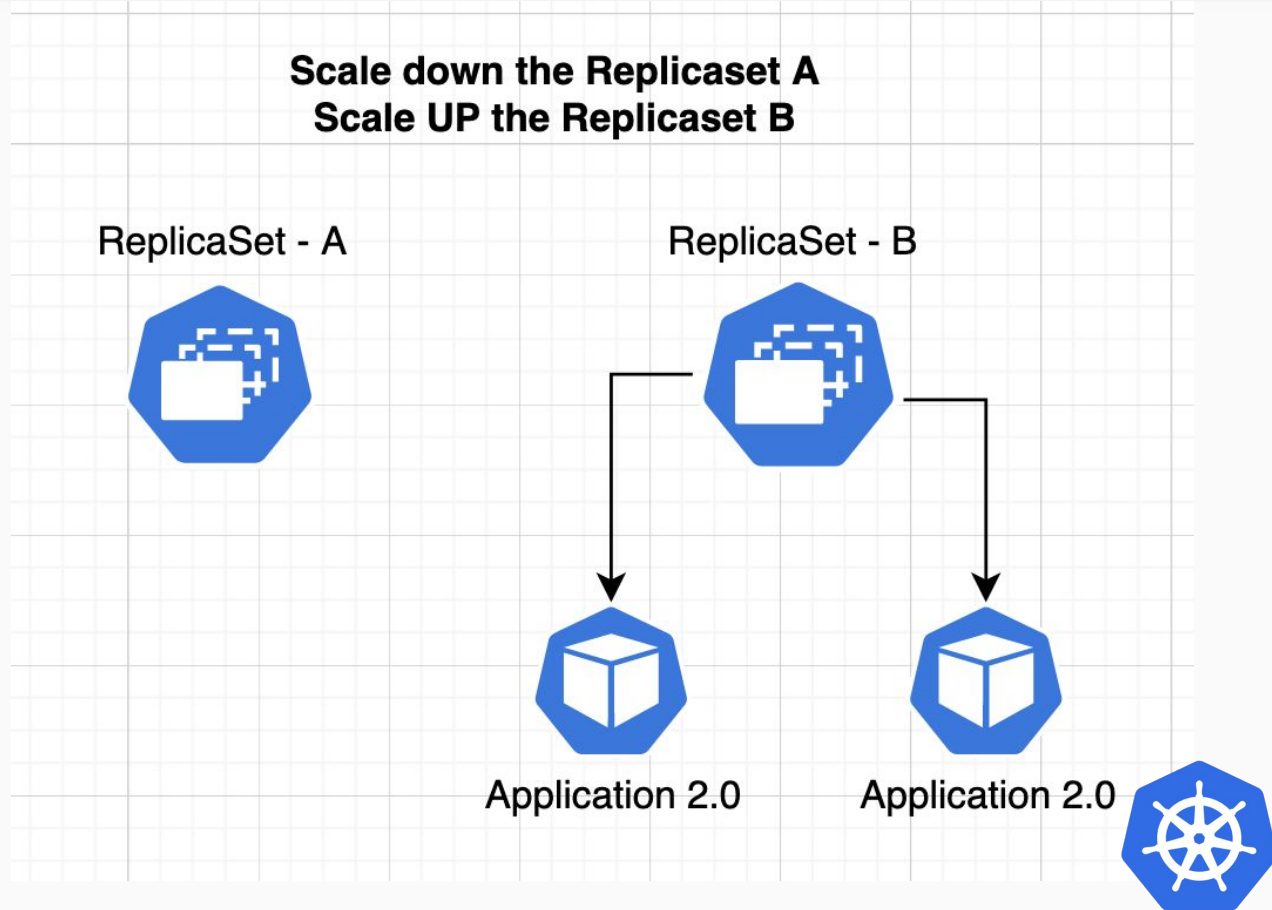 Scale down the Replicaset A
Scale UP the Replicaset B
ReplicaSet - A
ReplicaSet - B
Application 2.0
Application 2.0